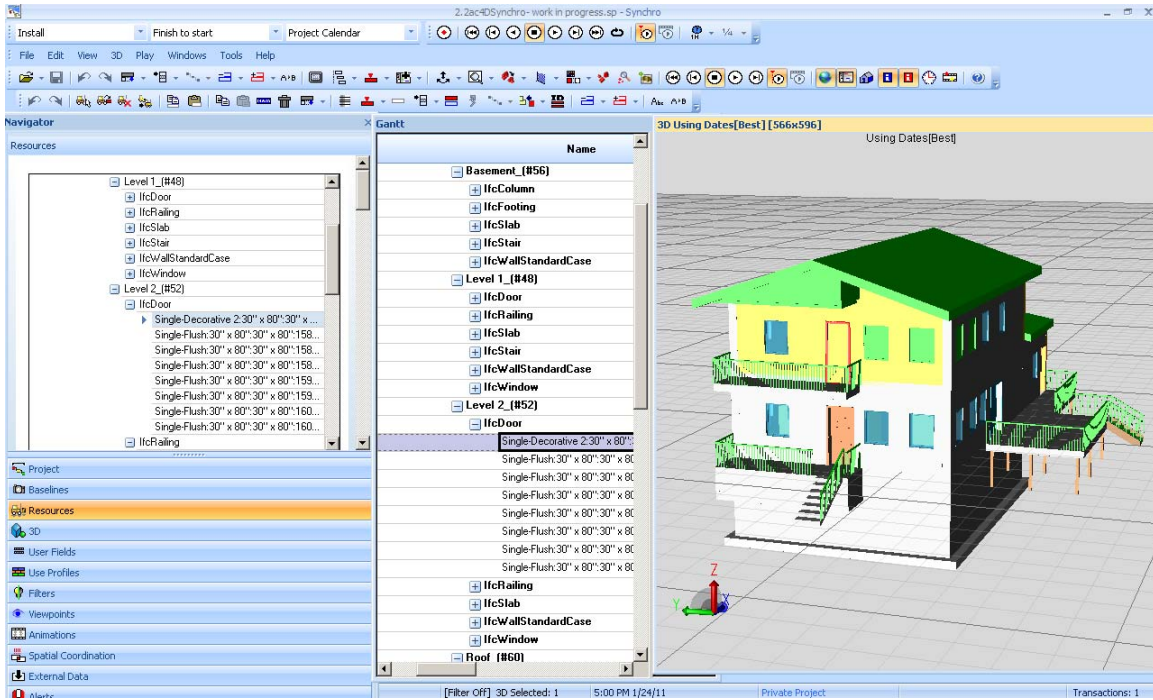 2.2ac4DSynchro- work in progress.sp - Synchro
Install Finish to start Project Calendar 1H 1/4
File Edit View 3D Play Windows Tools Help
Navigator
Resources
Level 1_(#48)
IfcDoor
IfcRailing
IfcSlab
IfcStair
IfcWallStandardCase
IfcWindow
Level 2_(#52)
IfcDoor
Single-Decorative 2:30" x 80":30" x ...
Single-Flush:30" x 80":30" x 80":158...
Single-Flush:30" x 80":30" x 80":158...
Single-Flush:30" x 80":30" x 80":158...
Single-Flush:30" x 80":30" x 80":159...
Single-Flush:30" x 80":30" x 80":159...
Single-Flush:30" x 80":30" x 80":160...
Single-Flush:30" x 80":30" x 80":160...
IfcRailing
Project
Baselines
Resources
3D
User Fields
Use Profiles
Filters
Viewpoints
Animations
Spatial Coordination
External Data
Alerts
Gantt
Name
Basement_(#56)
IfcColumn
IfcFooting
IfcSlab
IfcStair
IfcWallStandardCase
Level 1_(#48)
IfcDoor
IfcRailing
IfcSlab
IfcStair
IfcWallStandardCase
IfcWindow
Level 2_(#52)
IfcDoor
Single-Decorative 2:30" x 80":
Single-Flush:30" x 80":30" x 80
Single-Flush:30" x 80":30" x 80
Single-Flush:30" x 80":30" x 80
Single-Flush:30" x 80":30" x 80
Single-Flush:30" x 80":30" x 80
Single-Flush:30" x 80":30" x 80
Single-Flush:30" x 80":30" x 80
IfcRailing
IfcSlab
IfcWallStandardCase
IfcWindow
Roof (#60)
3D Using Dates[Best] [566x596]
Using Dates[Best]
Z
Y
X
[Filter Off] 3D Selected: 1 5:00 PM 1/24/11 Private Project Transactions: 1